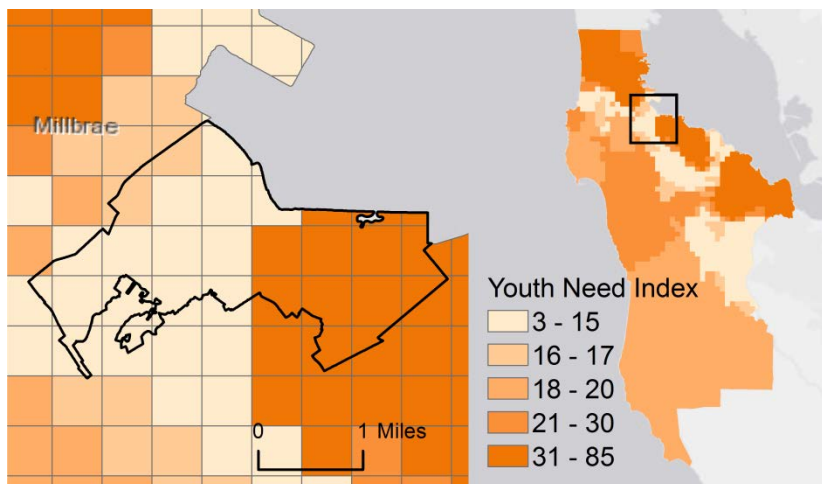 Millbrae
0 1 Miles
Youth Need Index
3 - 15
16 - 17
18 - 20
21 - 30
31 - 85